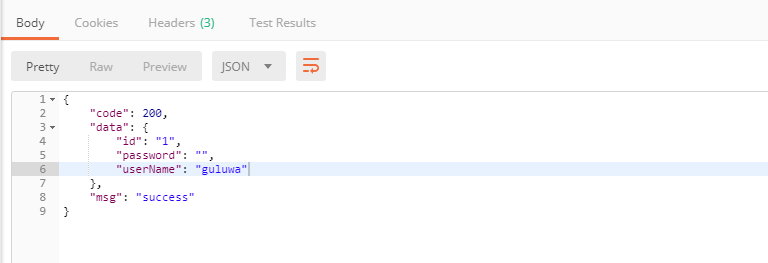 Body Cookies Headers (3) Test Results
Pretty Raw Preview JSON
1 {
2 "code": 200,
3 "data": {
4 "id": "1",
5 "password": "",
6 "userName": "guluwa"
7 },
8 "msg": "success"
9 }